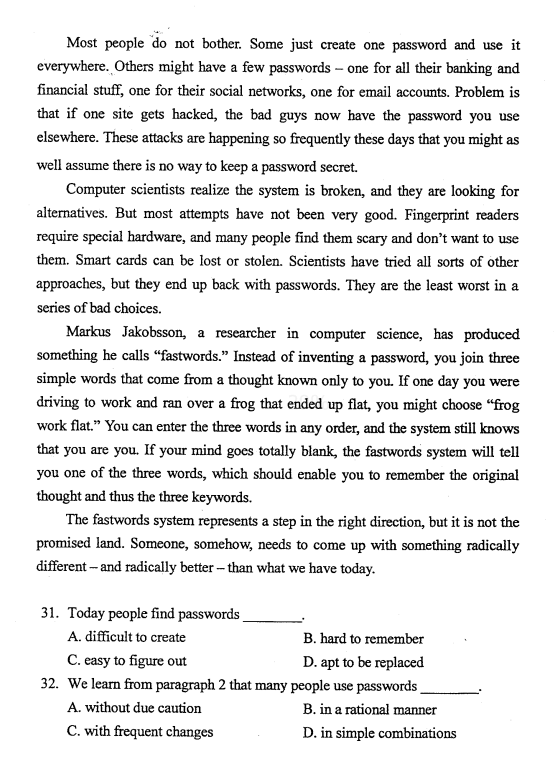 Most people do not bother. Some just create one password and use it
everywhere. Others might have a few passwords – one for all their banking and
financial stuff, one for their social networks, one for email accounts. Problem is
that if one site gets hacked, the bad guys now have the password you use
elsewhere. These attacks are happening so frequently these days that you might as
well assume there is no way to keep a password secret.
Computer scientists realize the system is broken, and they are looking for
alternatives. But most attempts have not been very good. Fingerprint readers
require special hardware, and many people find them scary and don't want to use
them. Smart cards can be lost or stolen. Scientists have tried all sorts of other
approaches, but they end up back with passwords. They are the least worst in a
series of bad choices.
Markus Jakobsson, a researcher in computer science, has produced
something he calls “fastwords.” Instead of inventing a password, you join three
simple words that come from a thought known only to you. If one day you were
driving to work and ran over a frog that ended up flat, you might choose “frog
work flat.” You can enter the three words in any order, and the system still knows
that you are you. If your mind goes totally blank, the fastwords system will tell
you one of the three words, which should enable you to remember the original
thought and thus the three keywords.
The fastwords system represents a step in the right direction, but it is not the
promised land. Someone, somehow, needs to come up with something radically
different – and radically better – than what we have today.
31. Today people find passwords ________.
A. difficult to create B. hard to remember
C. easy to figure out D. apt to be replaced
32. We learn from paragraph 2 that many people use passwords ________.
A. without due caution B. in a rational manner
C. with frequent changes D. in simple combinations